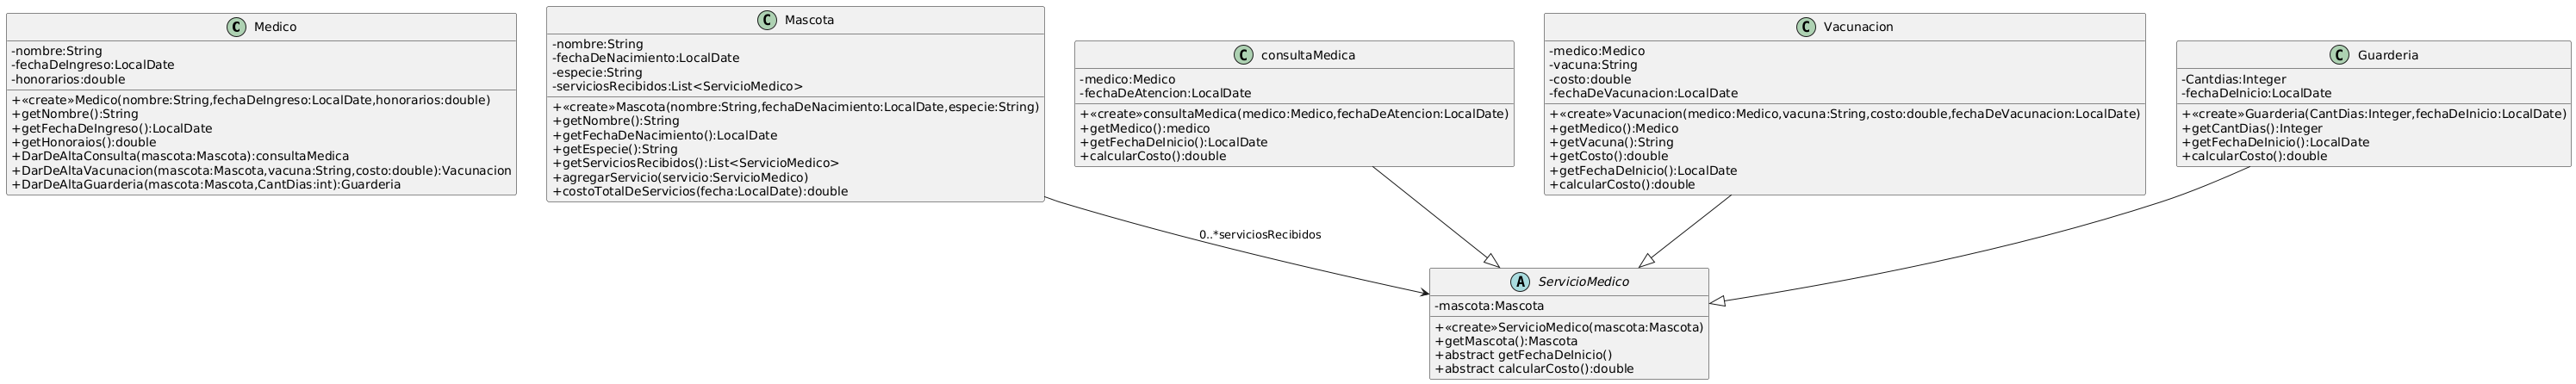 C Medico
-nombre:String
-fechaDeIngreso:LocalDate
-honorarios:double
+«create»Medico(nombre:String,fechaDeIngreso:LocalDate,honorarios:double)
+getNombre():String
+getFechaDeIngreso():LocalDate
+getHonoraios():double
+DarDeAltaConsulta(mascota:Mascota):consultaMedica
+DarDeAltaVacunacion(mascota:Mascota,vacuna:String,costo:double):Vacunacion
+DarDeAltaGuarderia(mascota:Mascota,CantDias:int):Guarderia
C Mascota
-nombre:String
-fechaDeNacimiento:LocalDate
-especie:String
-serviciosRecibidos:List<ServicioMedico>
+«create»Mascota(nombre:String,fechaDeNacimiento:LocalDate,especie:String)
+getNombre():String
+getFechaDeNacimiento():LocalDate
+getEspecie():String
+getServiciosRecibidos():List<ServicioMedico>
+agregarServicio(servicio:ServicioMedico)
+costoTotalDeServicios(fecha:LocalDate):double
C consultaMedica
-medico:Medico
-fechaDeAtencion:LocalDate
+«create»consultaMedica(medico:Medico,fechaDeAtencion:LocalDate)
+getMedico():medico
+getFechaDeInicio():LocalDate
+calcularCosto():double
C Vacunacion
-medico:Medico
-vacuna:String
-costo:double
-fechaDeVacunacion:LocalDate
+«create»Vacunacion(medico:Medico,vacuna:String,costo:double,fechaDeVacunacion:LocalDate)
+getMedico():Medico
+getVacuna():String
+getCosto():double
+getFechaDeInicio():LocalDate
+calcularCosto():double
C Guarderia
-Cantdias:Integer
-fechaDeInicio:LocalDate
+«create»Guarderia(CantDias:Integer,fechaDeInicio:LocalDate)
+getCantDias():Integer
+getFechaDeInicio():LocalDate
+calcularCosto():double
0..*serviciosRecibidos
A ServicioMedico
-mascota:Mascota
+«create»ServicioMedico(mascota:Mascota)
+getMascota():Mascota
+abstract getFechaDeInicio()
+abstract calcularCosto():double